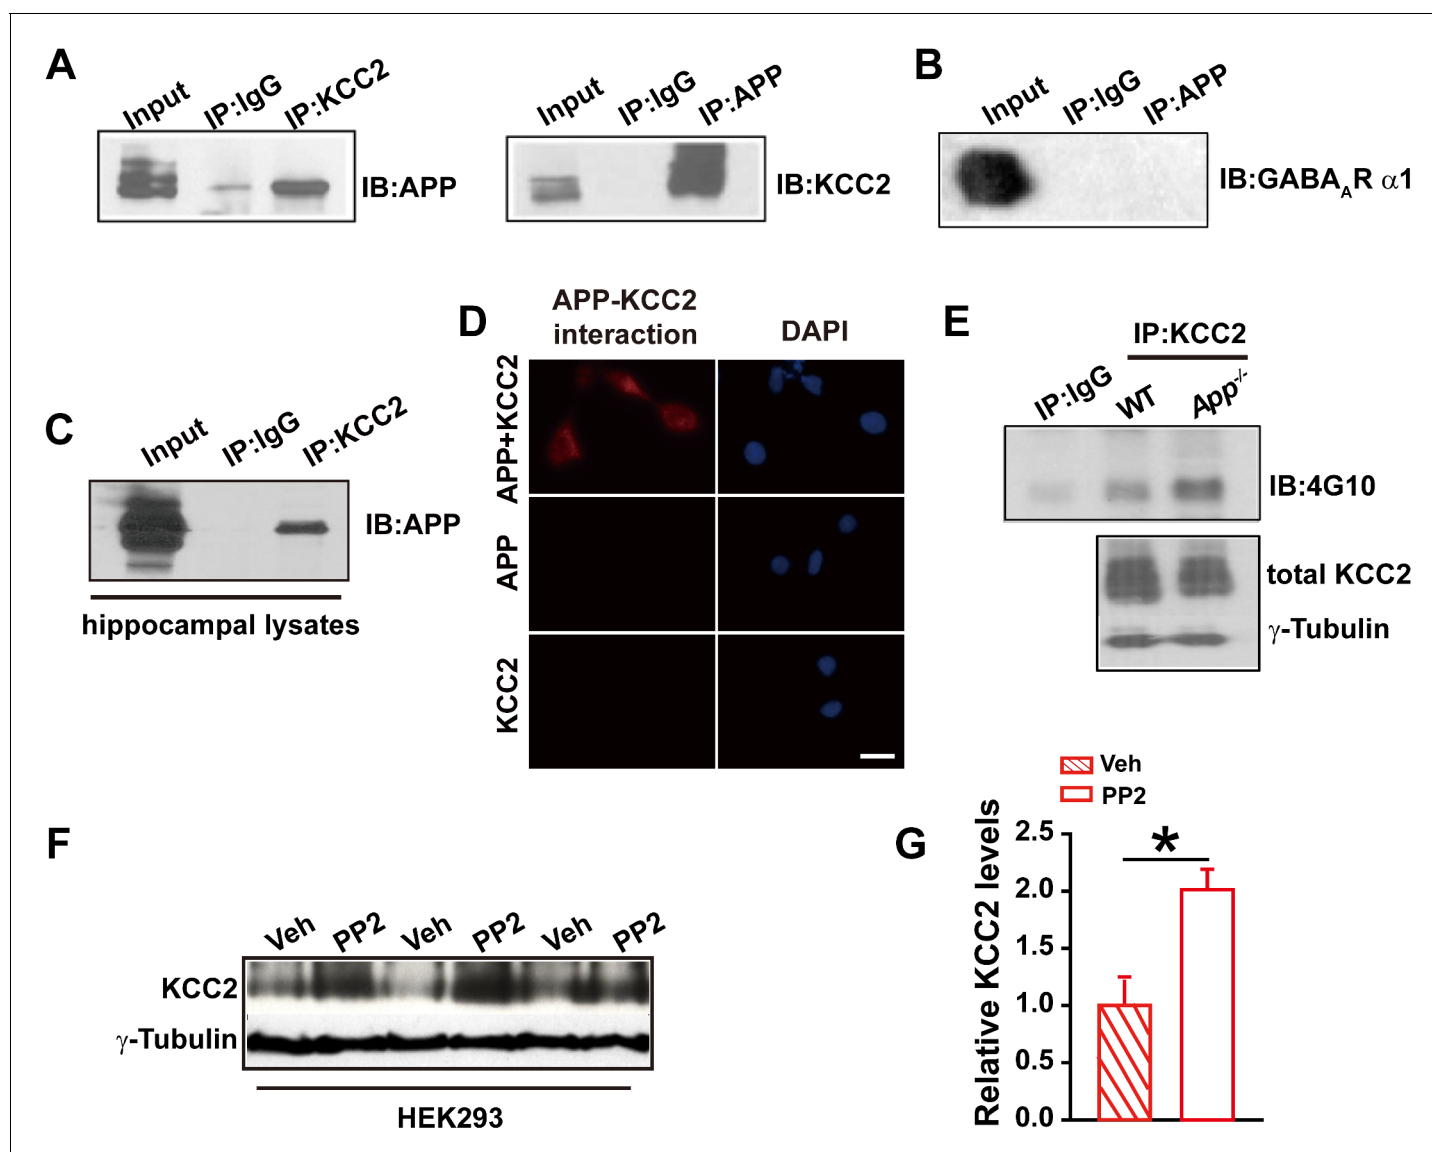 A
Input
IP:IgG
IP:KCC2
IB:APP
Input
IP:IgG
IP:APP
IB:KCC2
B
Input
IP:IgG
IP:APP
IB:GABA_AR α1
C
Input
IP:IgG
IP:KCC2
IB:APP
hippocampal lysates
D
APP-KCC2
interaction
DAPI
APP+KCC2
APP
KCC2
E
IP:KCC2
IP:IgG
WT
App-/-
IB:4G10
total KCC2
γ-Tubulin
F
Veh
PP2
Veh
PP2
Veh
PP2
KCC2
γ-Tubulin
HEK293
G
Veh
PP2
*
Relative KCC2 levels
2.5
2.0
1.5
1.0
0.5
0.0